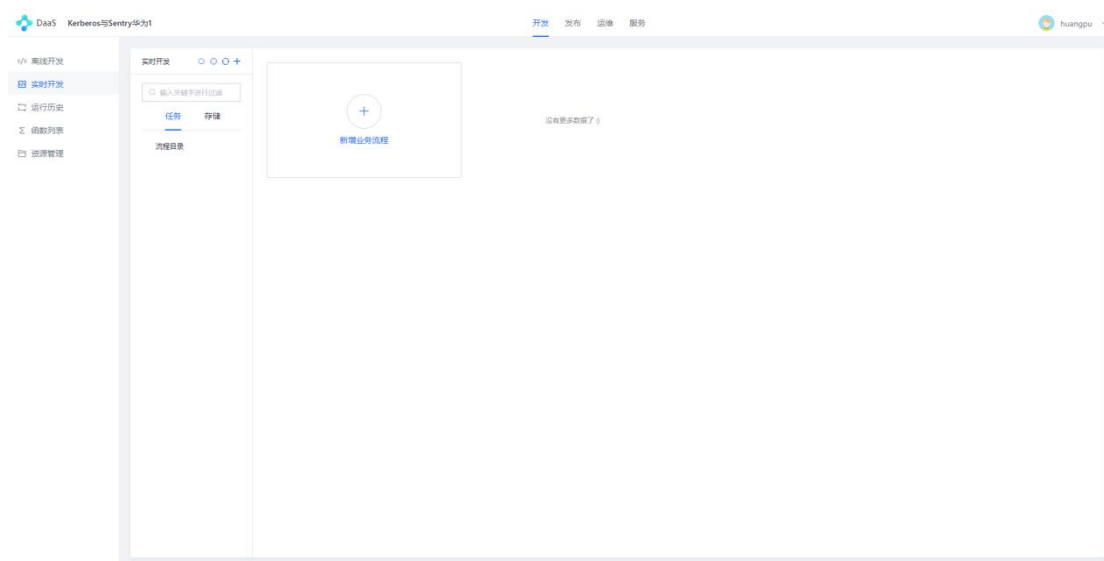 DaaS Kerberos与Sentry华为1
开发 发布 运维 服务
huangpu
离线开发
实时开发
运行历史
函数列表
资源管理
实时开发
输入关键字进行过滤
任务 存储
流程目录
新增业务流程
没有更多数据了:)